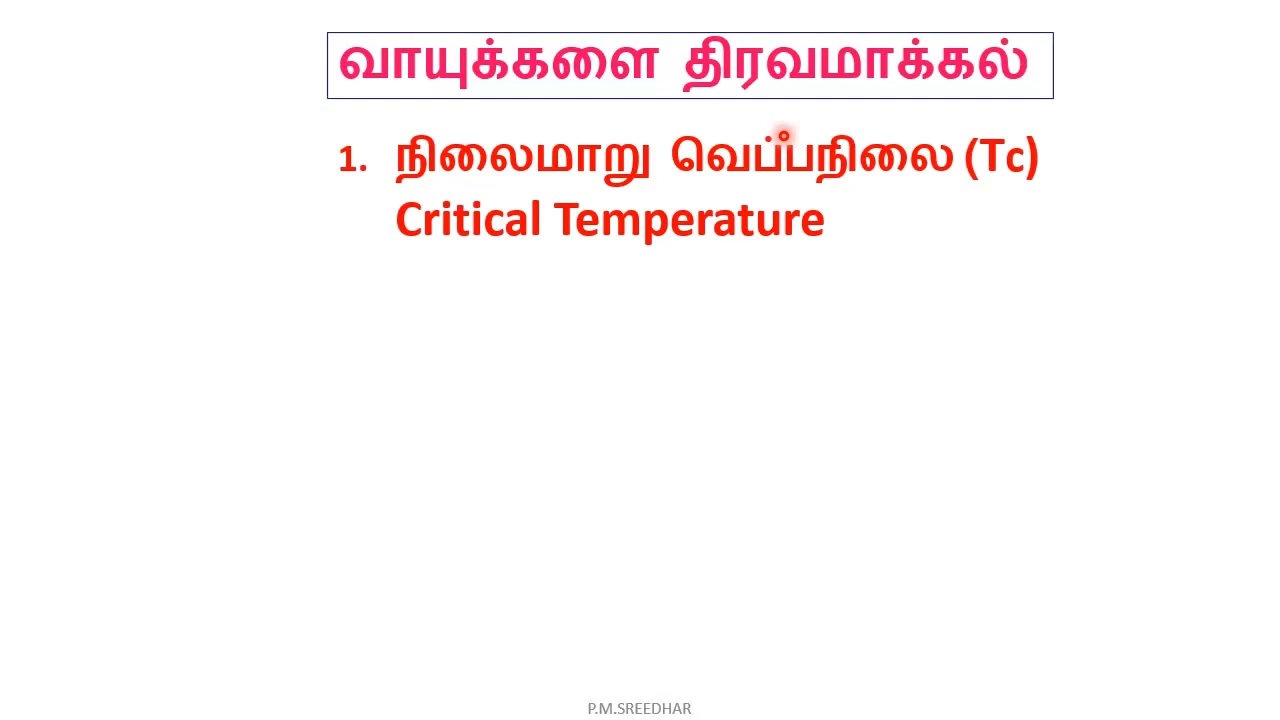 வாயுக்களை திரவமாக்கல்
1. நிலைமாறு வெப்பநிலை (Tc)
Critical Temperature
P.M.SREEDHAR